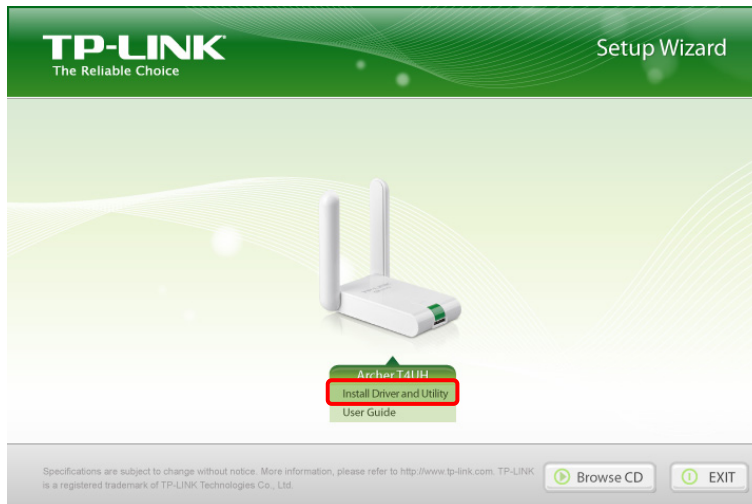 TP-LINK
The Reliable Choice
Setup Wizard
Archer T4UH
Install Driver and Utility
User Guide
Specifications are subject to change without notice. More information, please refer to http://www.tp-link.com. TP-LINK
is a registered trademark of TP-LINK Technologies Co., Ltd.
Browse CD
EXIT